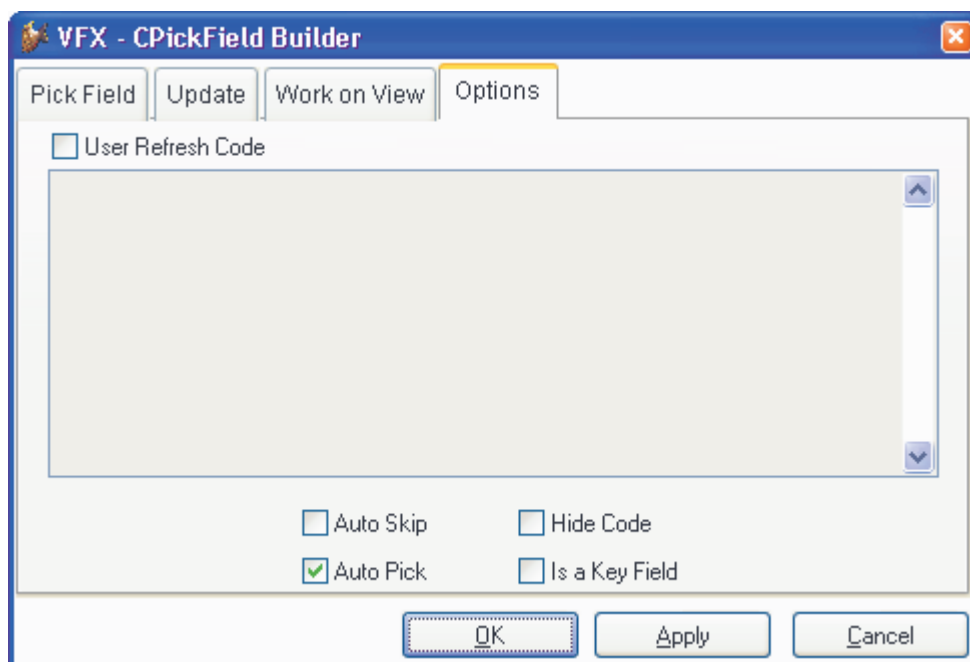 VFX - CPickField Builder
Pick Field Update Work on View Options
User Refresh Code
Auto Skip Hide Code
Auto Pick Is a Key Field
OK Apply Cancel